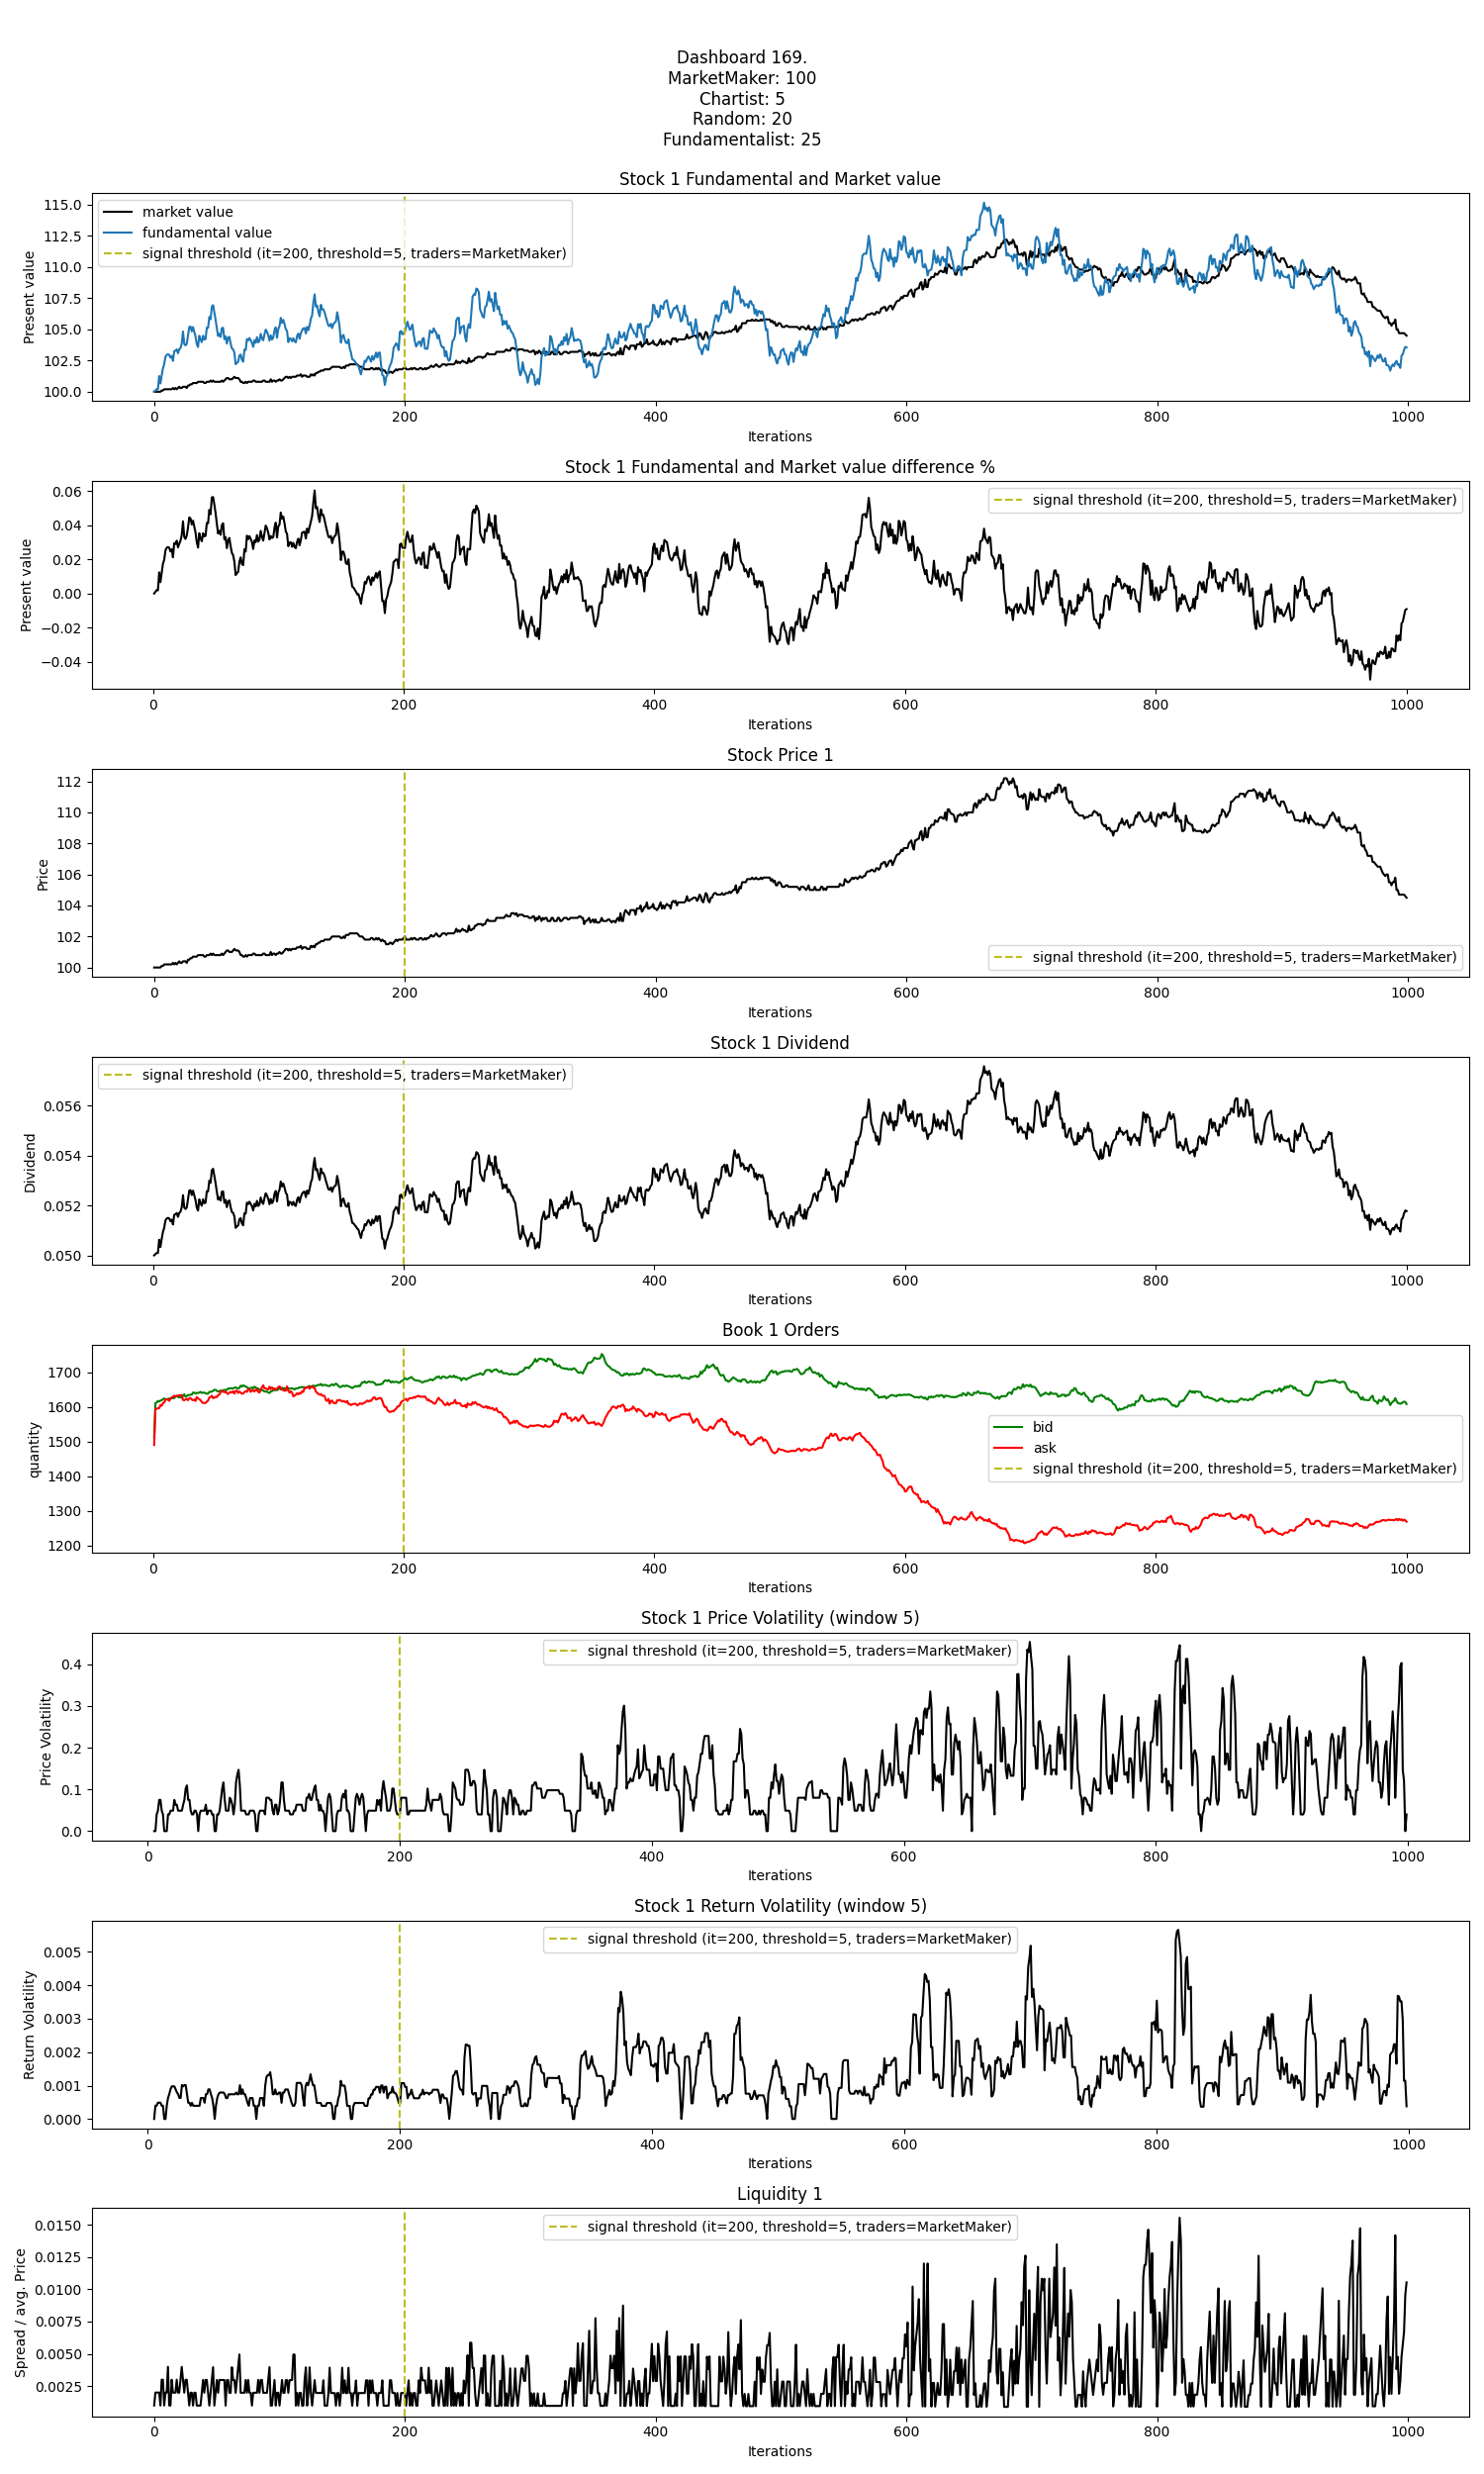 Dashboard 169.
MarketMaker: 100
Chartist: 5
Random: 20
Fundamentalist: 25
Stock 1 Fundamental and Market value
Present value
115.0
112.5
110.0
107.5
105.0
102.5
100.0
market value
fundamental value
signal threshold (it=200, threshold=5, traders=MarketMaker)
0 200 400 600 800 1000
Iterations
Stock 1 Fundamental and Market value difference %
Present value
0.06
0.04
0.02
0.00
−0.02
−0.04
signal threshold (it=200, threshold=5, traders=MarketMaker)
0 200 400 600 800 1000
Iterations
Stock Price 1
Price
112
110
108
106
104
102
100
signal threshold (it=200, threshold=5, traders=MarketMaker)
0 200 400 600 800 1000
Iterations
Stock 1 Dividend
Dividend
0.056
0.054
0.052
0.050
signal threshold (it=200, threshold=5, traders=MarketMaker)
0 200 400 600 800 1000
Iterations
Book 1 Orders
quantity
1700
1600
1500
1400
1300
1200
bid
ask
signal threshold (it=200, threshold=5, traders=MarketMaker)
0 200 400 600 800 1000
Iterations
Stock 1 Price Volatility (window 5)
Price Volatility
0.4
0.3
0.2
0.1
0.0
signal threshold (it=200, threshold=5, traders=MarketMaker)
0 200 400 600 800 1000
Iterations
Stock 1 Return Volatility (window 5)
Return Volatility
0.005
0.004
0.003
0.002
0.001
0.000
signal threshold (it=200, threshold=5, traders=MarketMaker)
0 200 400 600 800 1000
Iterations
Liquidity 1
Spread / avg. Price
0.0150
0.0125
0.0100
0.0075
0.0050
0.0025
signal threshold (it=200, threshold=5, traders=MarketMaker)
0 200 400 600 800 1000
Iterations